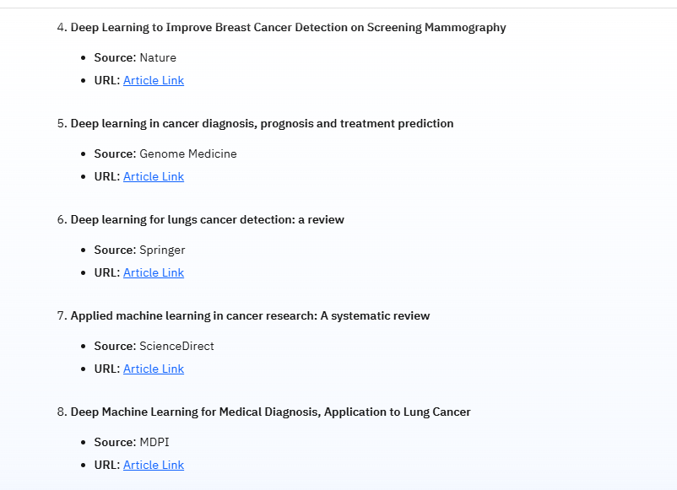 4. Deep Learning to Improve Breast Cancer Detection on Screening Mammography
• Source: Nature
• URL: Article Link
5. Deep learning in cancer diagnosis, prognosis and treatment prediction
• Source: Genome Medicine
• URL: Article Link
6. Deep learning for lungs cancer detection: a review
• Source: Springer
• URL: Article Link
7. Applied machine learning in cancer research: A systematic review
• Source: ScienceDirect
• URL: Article Link
8. Deep Machine Learning for Medical Diagnosis, Application to Lung Cancer
• Source: MDPI
• URL: Article Link